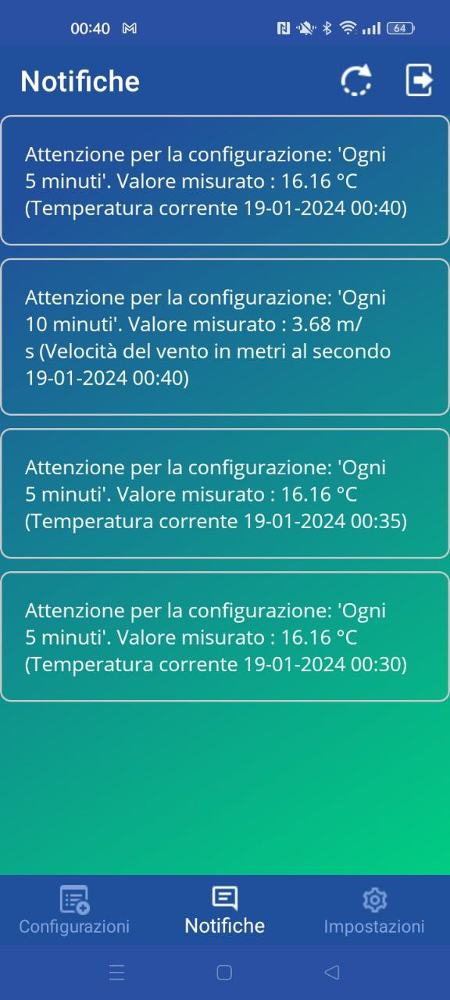 00:40
64
Notifiche
Attenzione per la configurazione: 'Ogni
5 minuti'. Valore misurato : 16.16 °C
(Temperatura corrente 19-01-2024 00:40)
Attenzione per la configurazione: 'Ogni
10 minuti'. Valore misurato : 3.68 m/
s (Velocità del vento in metri al secondo
19-01-2024 00:40)
Attenzione per la configurazione: 'Ogni
5 minuti'. Valore misurato : 16.16 °C
(Temperatura corrente 19-01-2024 00:35)
Attenzione per la configurazione: 'Ogni
5 minuti'. Valore misurato : 16.16 °C
(Temperatura corrente 19-01-2024 00:30)
Configurazioni
Notifiche
Impostazioni